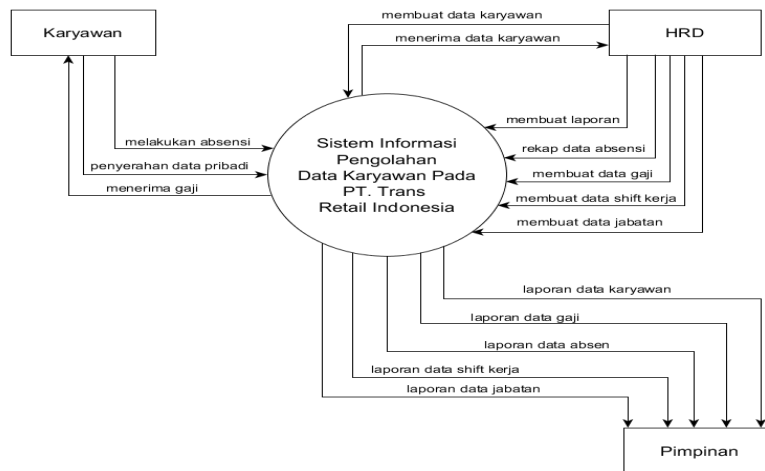 membuat data karyawan
Karyawan
HRD
menerima data karyawan
membuat laporan
melakukan absensi
Sistem Informasi
Pengolahan
Data Karyawan Pada
PT. Trans
Retail Indonesia
rekap data absensi
penyerahan data pribadi
membuat data gaji
menerima gaji
membuat data shift kerja
membuat data jabatan
laporan data karyawan
laporan data gaji
laporan data absen
laporan data shift kerja
laporan data jabatan
Pimpinan